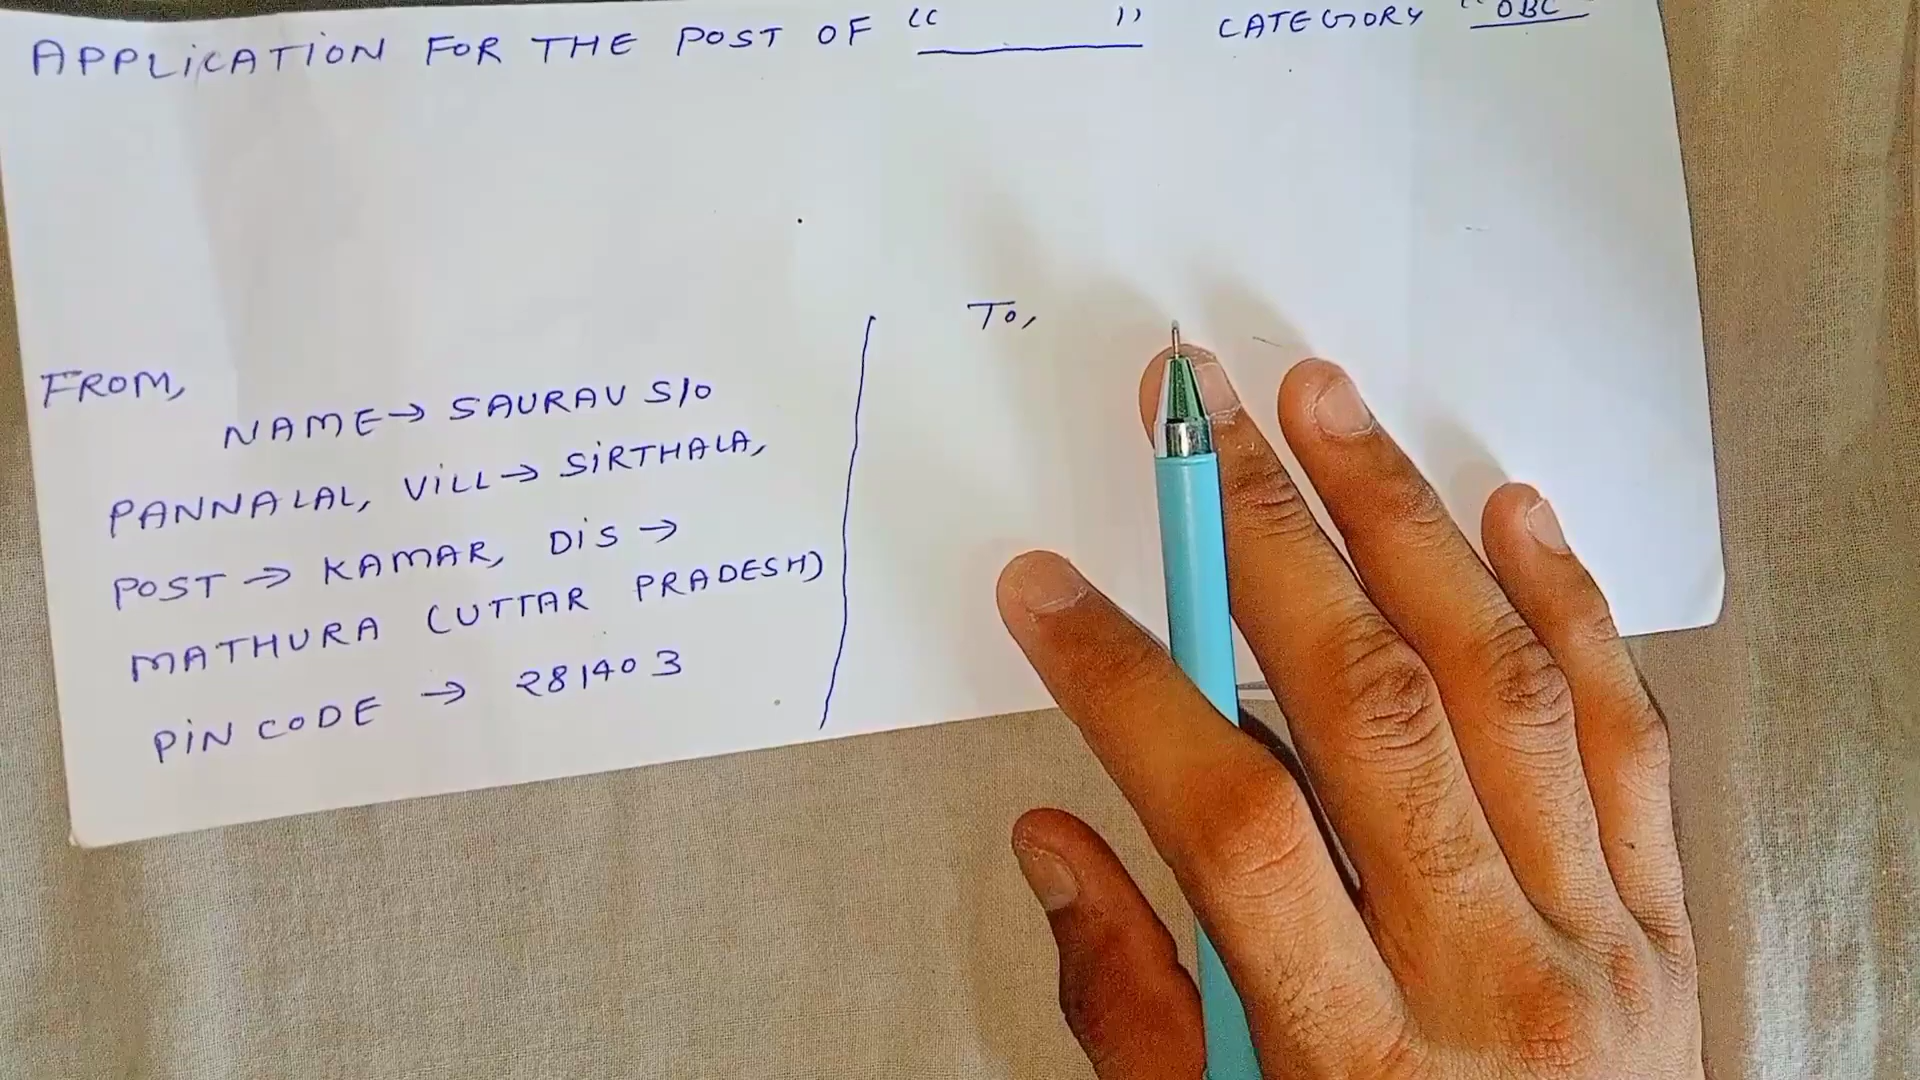 APPLiCATiON FOR THE POST OF “ ” CATEGORY “OBC
To,
FROM,
NAME→ SAURAV S/O
PANNALAL, ViLL→ SiRTHALA,
POST → KAMAR, DiS →
MATHURA (UTTAR PRADESH)
PiN CODE → 281403